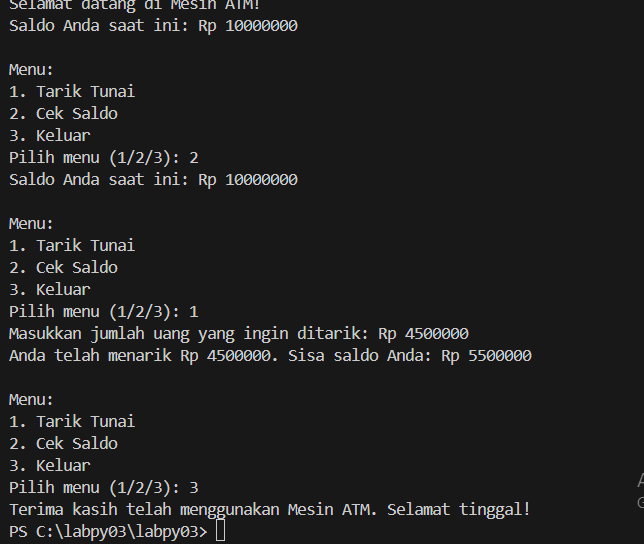 Selamat datang di Mesin ATM!
Saldo Anda saat ini: Rp 10000000
Menu:
1. Tarik Tunai
2. Cek Saldo
3. Keluar
Pilih menu (1/2/3): 2
Saldo Anda saat ini: Rp 10000000
Menu:
1. Tarik Tunai
2. Cek Saldo
3. Keluar
Pilih menu (1/2/3): 1
Masukkan jumlah uang yang ingin ditarik: Rp 4500000
Anda telah menarik Rp 4500000. Sisa saldo Anda: Rp 5500000
Menu:
1. Tarik Tunai
2. Cek Saldo
3. Keluar
Pilih menu (1/2/3): 3
Terima kasih telah menggunakan Mesin ATM. Selamat tinggal!
PS C:\labpy03\labpy03>